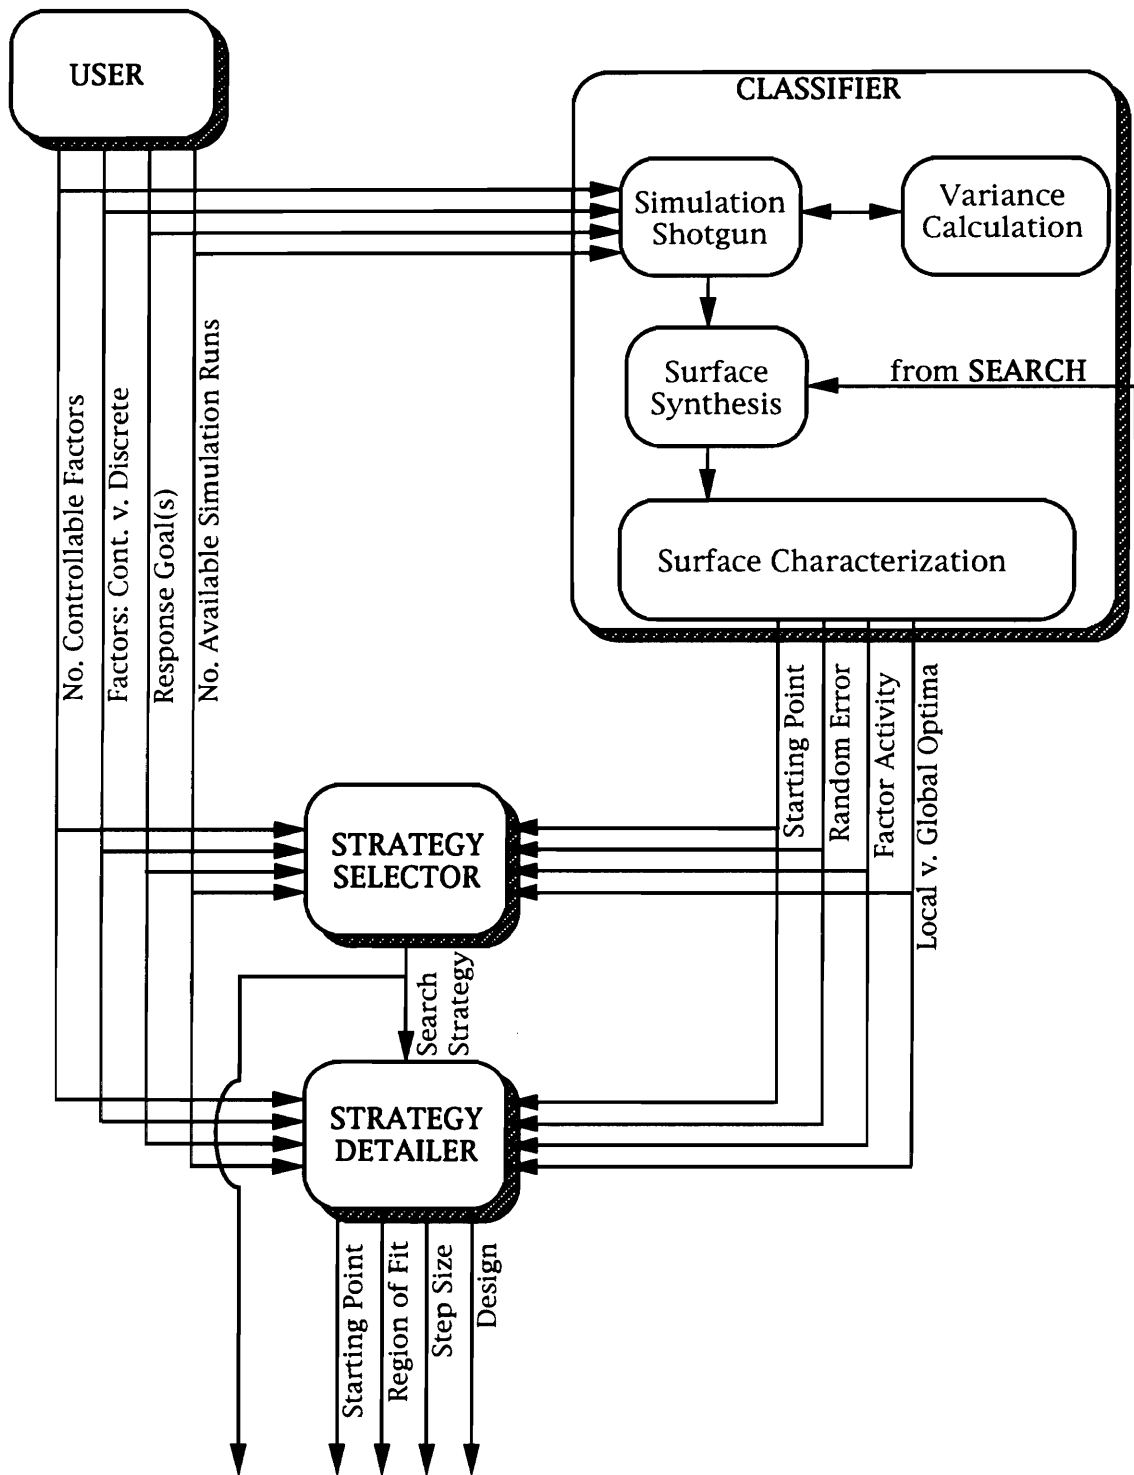 USER
CLASSIFIER
Simulation
Shotgun
Variance
Calculation
Surface
Synthesis
from SEARCH
Surface Characterization
No. Controllable Factors
Factors: Cont. v. Discrete
Response Goal(s)
No. Available Simulation Runs
Starting Point
Random Error
Factor Activity
Local v. Global Optima
STRATEGY
SELECTOR
Search
Strategy
STRATEGY
DETAILER
Starting Point
Region of Fit
Step Size
Design